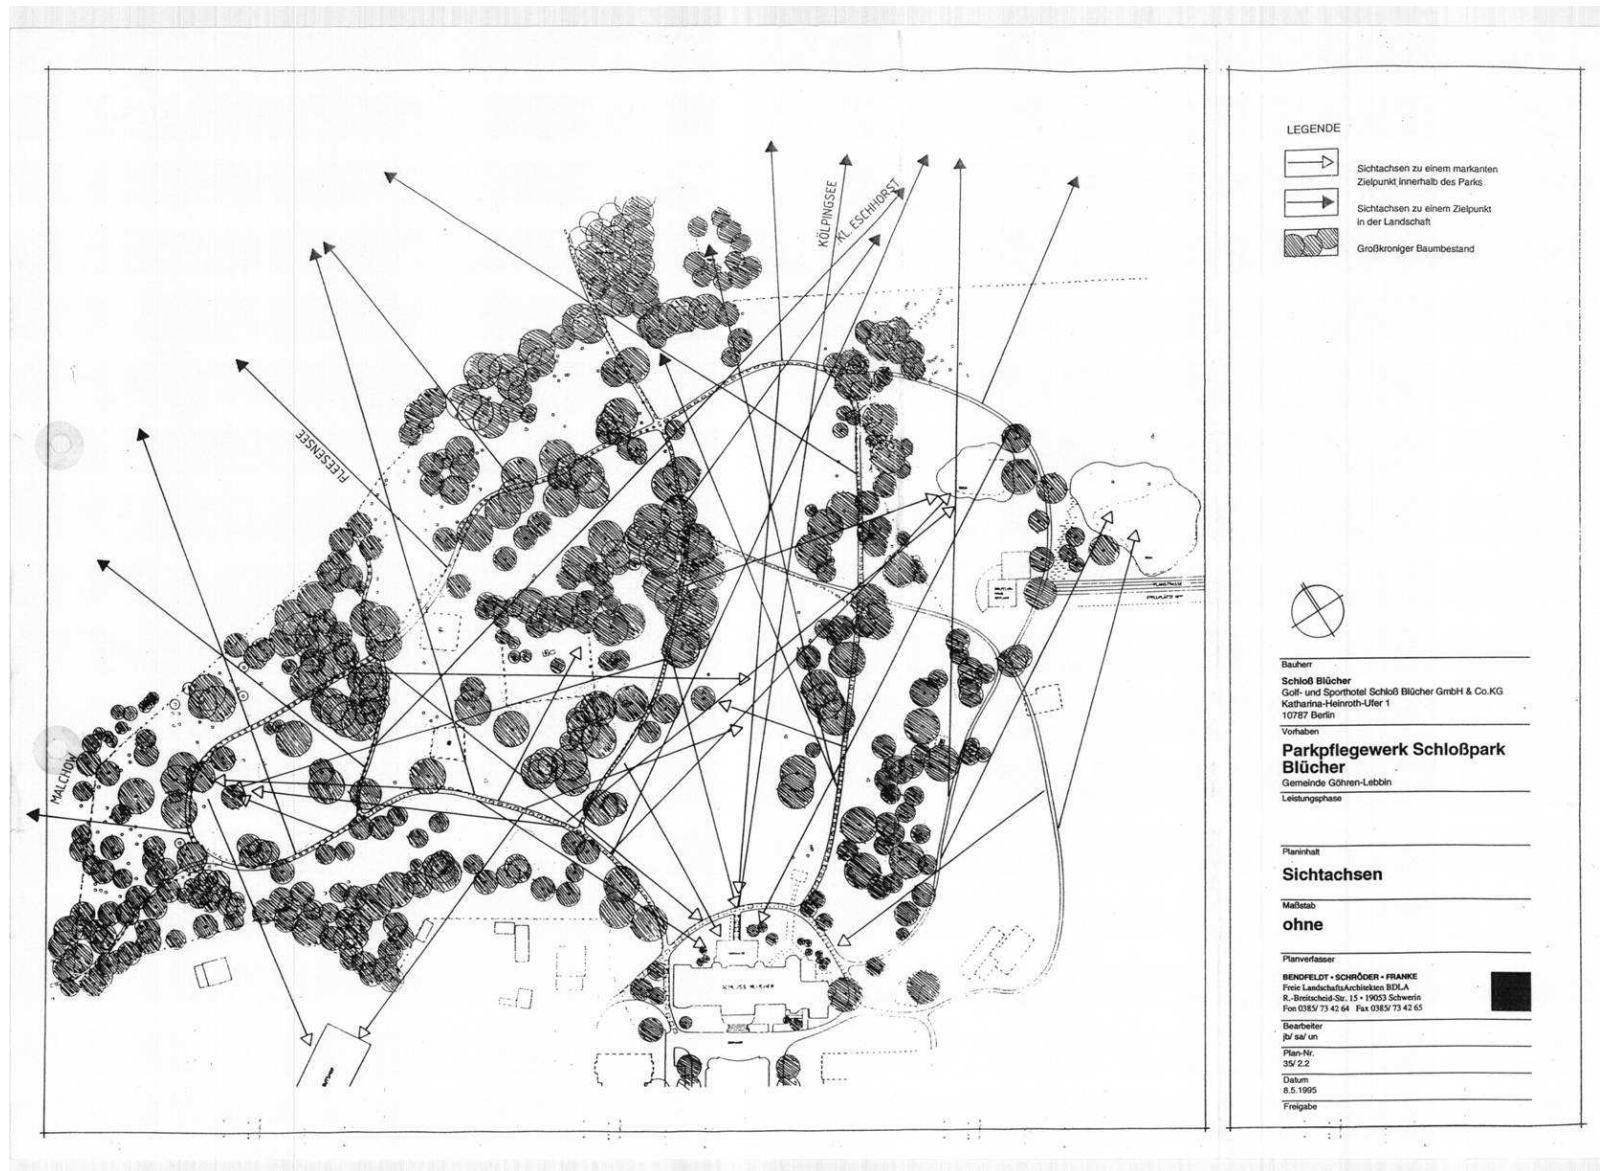 KÖLPINGSEE
KL. ESCHHORST
FLEESENSEE
MALCHOW
LEGENDE
Sichtachsen zu einem markanten
Zielpunkt innerhalb des Parks
Sichtachsen zu einem Zielpunkt
in der Landschaft
Großkroniger Baumbestand
Bauherr
Schloß Blücher
Golf- und Sporthotel Schloß Blücher GmbH & Co.KG
Katharina-Heinroth-Ufer 1
10787 Berlin
Vorhaben
Parkpflegewerk Schloßpark
Blücher
Gemeinde Göhren-Lebbin
Leistungsphase
Planinhalt
Sichtachsen
Maßstab
ohne
Planverfasser
BENDFELDT • SCHRÖDER • FRANKE
Freie LandschaftsArchitekten BDLA
R.-Breitscheid-Str. 15 • 19053 Schwerin
Fon 0385/ 73 42 64 Fax 0385/ 73 42 65
Bearbeiter
jb/ sa/ un
Plan-Nr.
35/ 2.2
Datum
8.5.1995
Freigabe